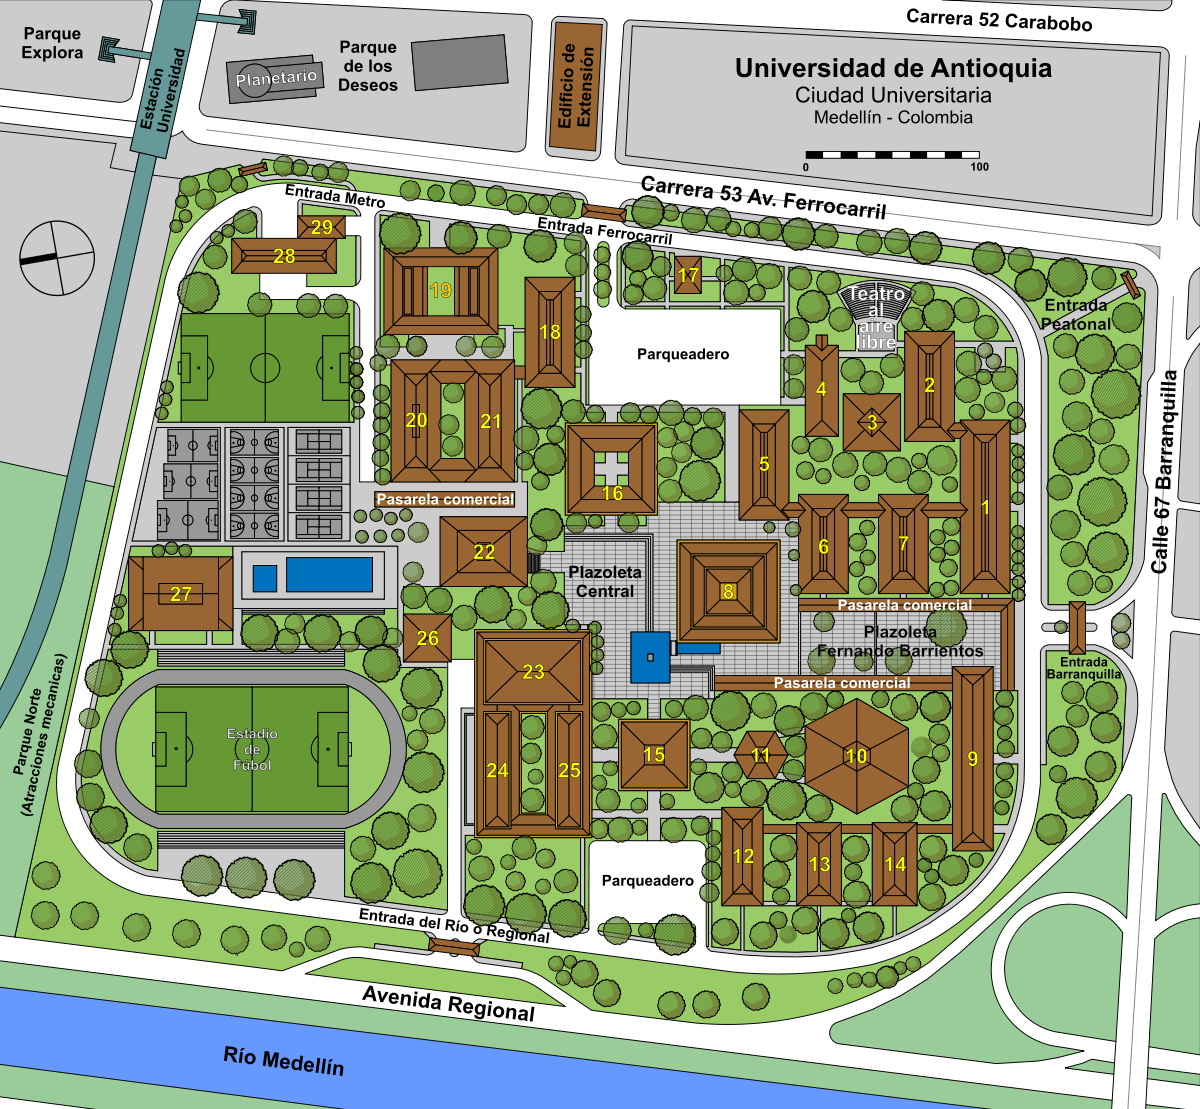 Carrera 52 Carabobo
Parque
Explora
Estación
Universidad
Planetario
Parque
de los
Deseos
Edificio de
Extensión
Universidad de Antioquia
Ciudad Universitaria
Medellín - Colombia
0
100
Carrera 53 Av. Ferrocarril
Entrada Metro
Entrada Ferrocarril
29
28
19
17
18
Teatro
al
aire
libre
Entrada
Peatonal
Parqueadero
4
2
3
20
21
5
Calle 67 Barranquilla
16
Pasarela comercial
1
6
7
22
Plazoleta
Central
8
27
Pasarela comercial
26
Plazoleta
Fernando Barrientos
Entrada
Barranquilla
23
Pasarela comercial
Parque Norte
(Atracciones mecanicas)
Estadio
de
Fúbol
15
11
10
9
24
25
12
13
14
Parqueadero
Entrada del Río o Regional
Avenida Regional
Río Medellín